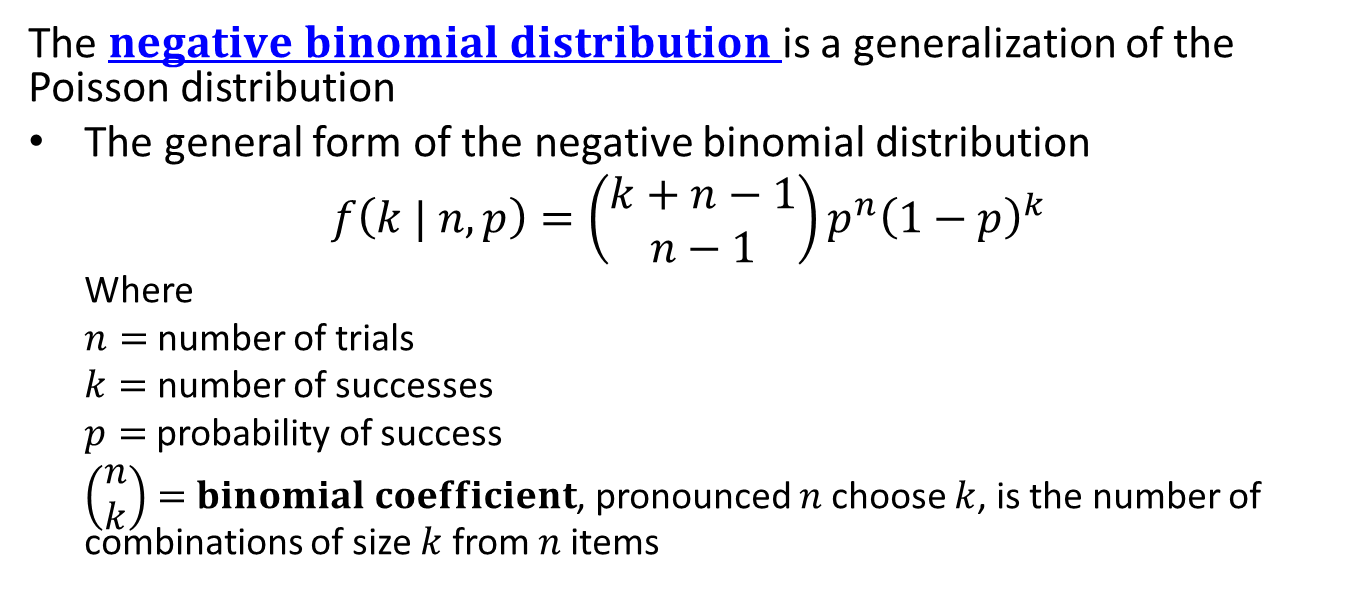 The negative binomial distribution is a generalization of the
Poisson distribution
• The general form of the negative binomial distribution
f(k | n, p) = \binom{k + n − 1}{n − 1} p^n (1 − p)^k
Where
n = number of trials
k = number of successes
p = probability of success
\binom{n}{k} = binomial coefficient, pronounced n choose k, is the number of
combinations of size k from n items